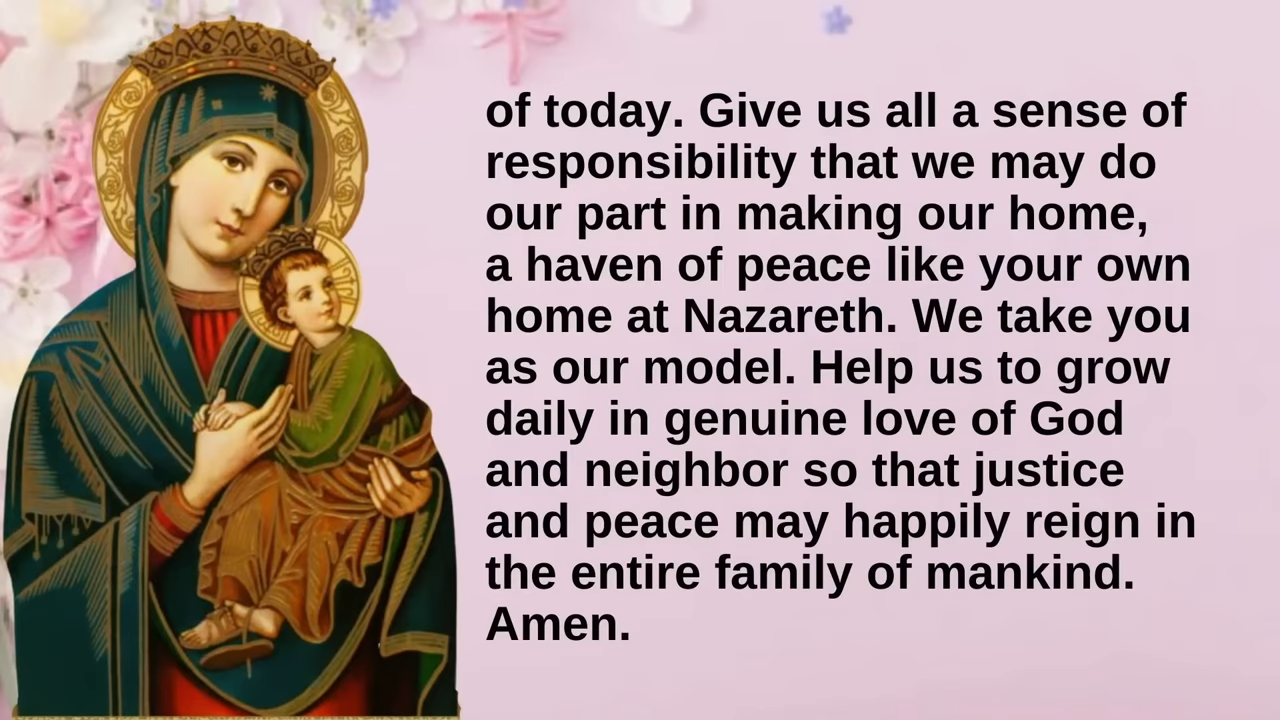 of today. Give us all a sense of
responsibility that we may do
our part in making our home,
a haven of peace like your own
home at Nazareth. We take you
as our model. Help us to grow
daily in genuine love of God
and neighbor so that justice
and peace may happily reign in
the entire family of mankind.
Amen.